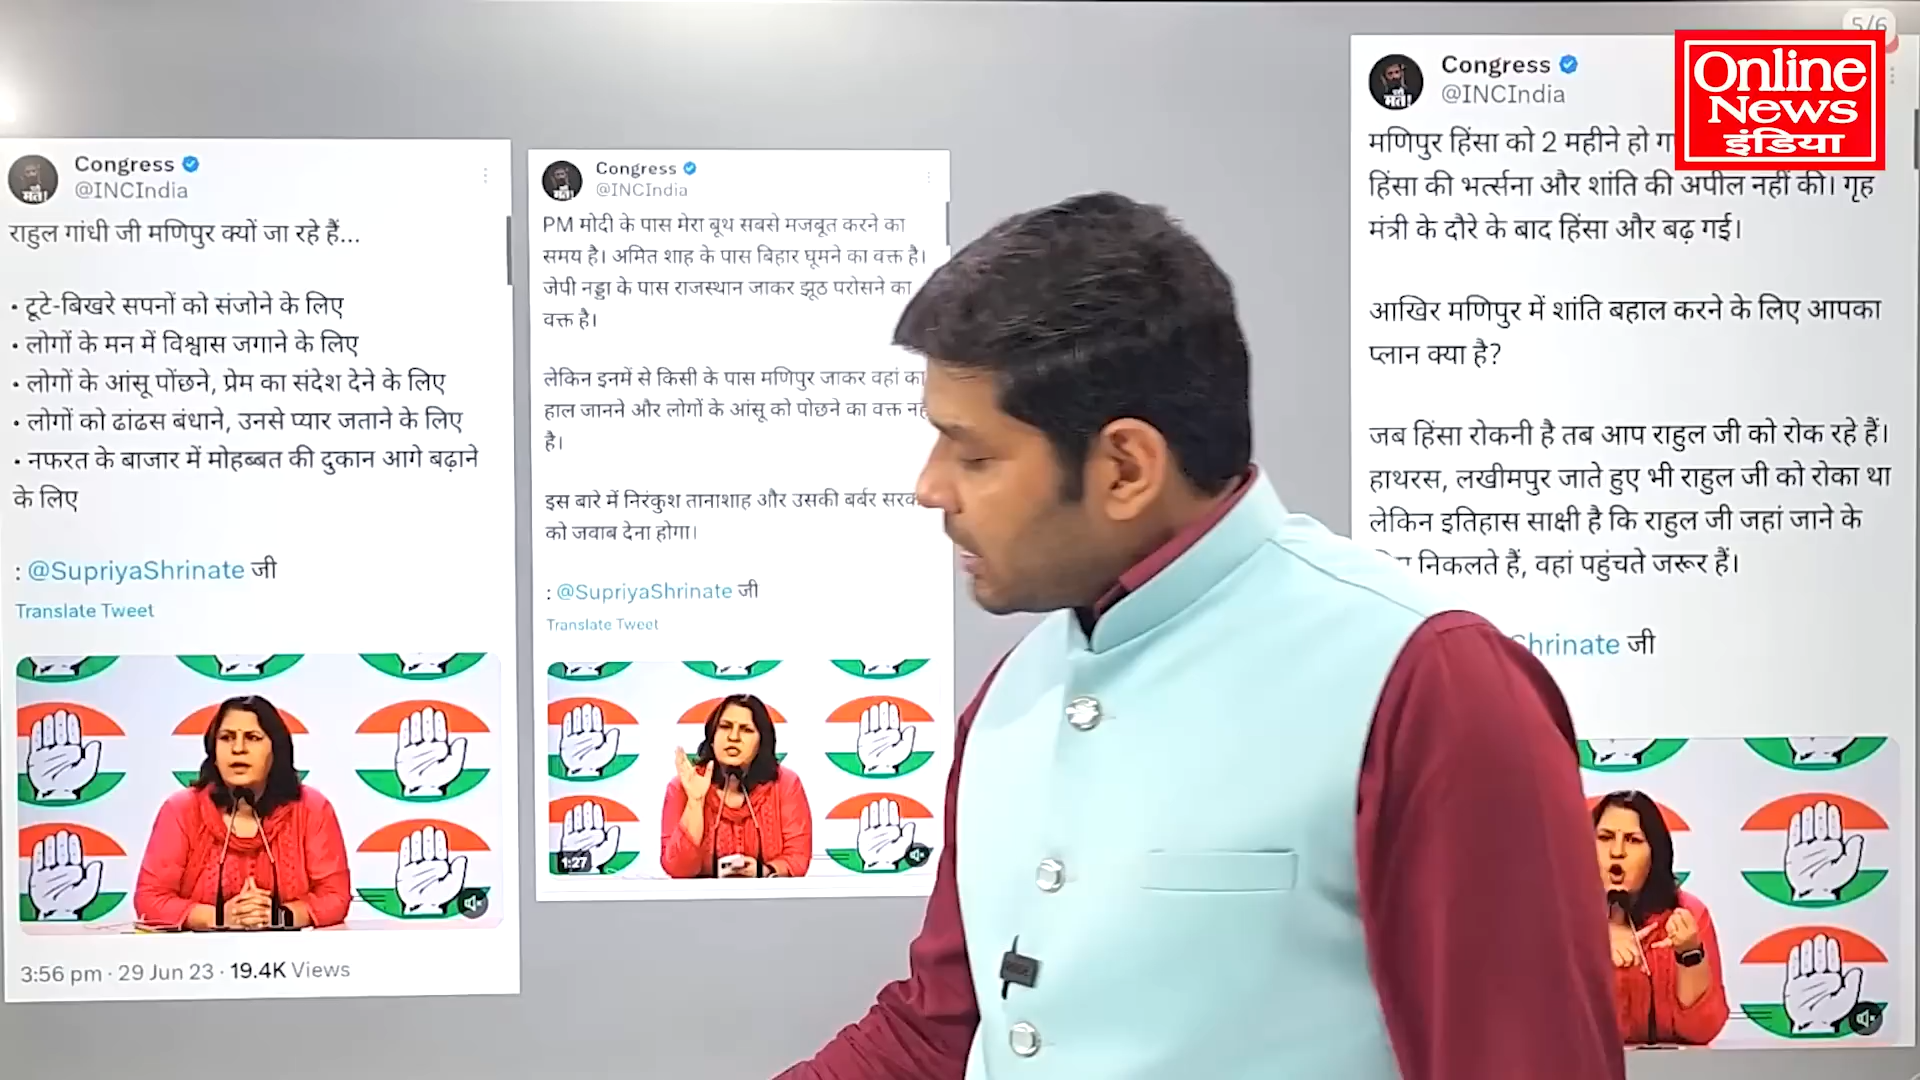 Congress
@INCIndia
राहुल गांधी जी मणिपुर क्यों जा रहे हैं...
• टूटे-बिखरे सपनों को संजोने के लिए
• लोगों के मन में विश्वास जगाने के लिए
• लोगों के आंसू पोंछने, प्रेम का संदेश देने के लिए
• लोगों को ढांढस बंधाने, उनसे प्यार जताने के लिए
• नफरत के बाजार में मोहब्बत की दुकान आगे बढ़ाने
के लिए
: @SupriyaShrinate जी
Translate Tweet
3:56 pm · 29 Jun 23 · 19.4K Views
Congress
@INCIndia
PM मोदी के पास मेरा बूथ सबसे मजबूत करने का
समय है। अमित शाह के पास बिहार घूमने का वक्त है।
जेपी नड्डा के पास राजस्थान जाकर झूठ परोसने का
वक्त है।
लेकिन इनमें से किसी के पास मणिपुर जाकर वहां का
हाल जानने और लोगों के आंसू को पोछने का वक्त
है।
इस बारे में निरंकुश तानाशाह और उसकी बर्बर
को जवाब देना होगा।
: @SupriyaShrinate जी
Translate Tweet
1:27
5/6
Congress
@INCIndia
मणिपुर हिंसा को 2 महीने हो
हिंसा की भर्त्सना और शांति की अपील नहीं की। गृह
मंत्री के दौरे के बाद हिंसा और बढ़ गई।
आखिर मणिपुर में शांति बहाल करने के लिए आपका
प्लान क्या है?
जब हिंसा रोकनी है तब आप राहुल जी को रोक रहे हैं।
हाथरस, लखीमपुर जाते हुए भी राहुल जी को रोका था
लेकिन इतिहास साक्षी है कि राहुल जी जहां जाने के
निकलते हैं, वहां पहुंचते जरूर हैं।
Shrinate जी
Online
News
इंडिया